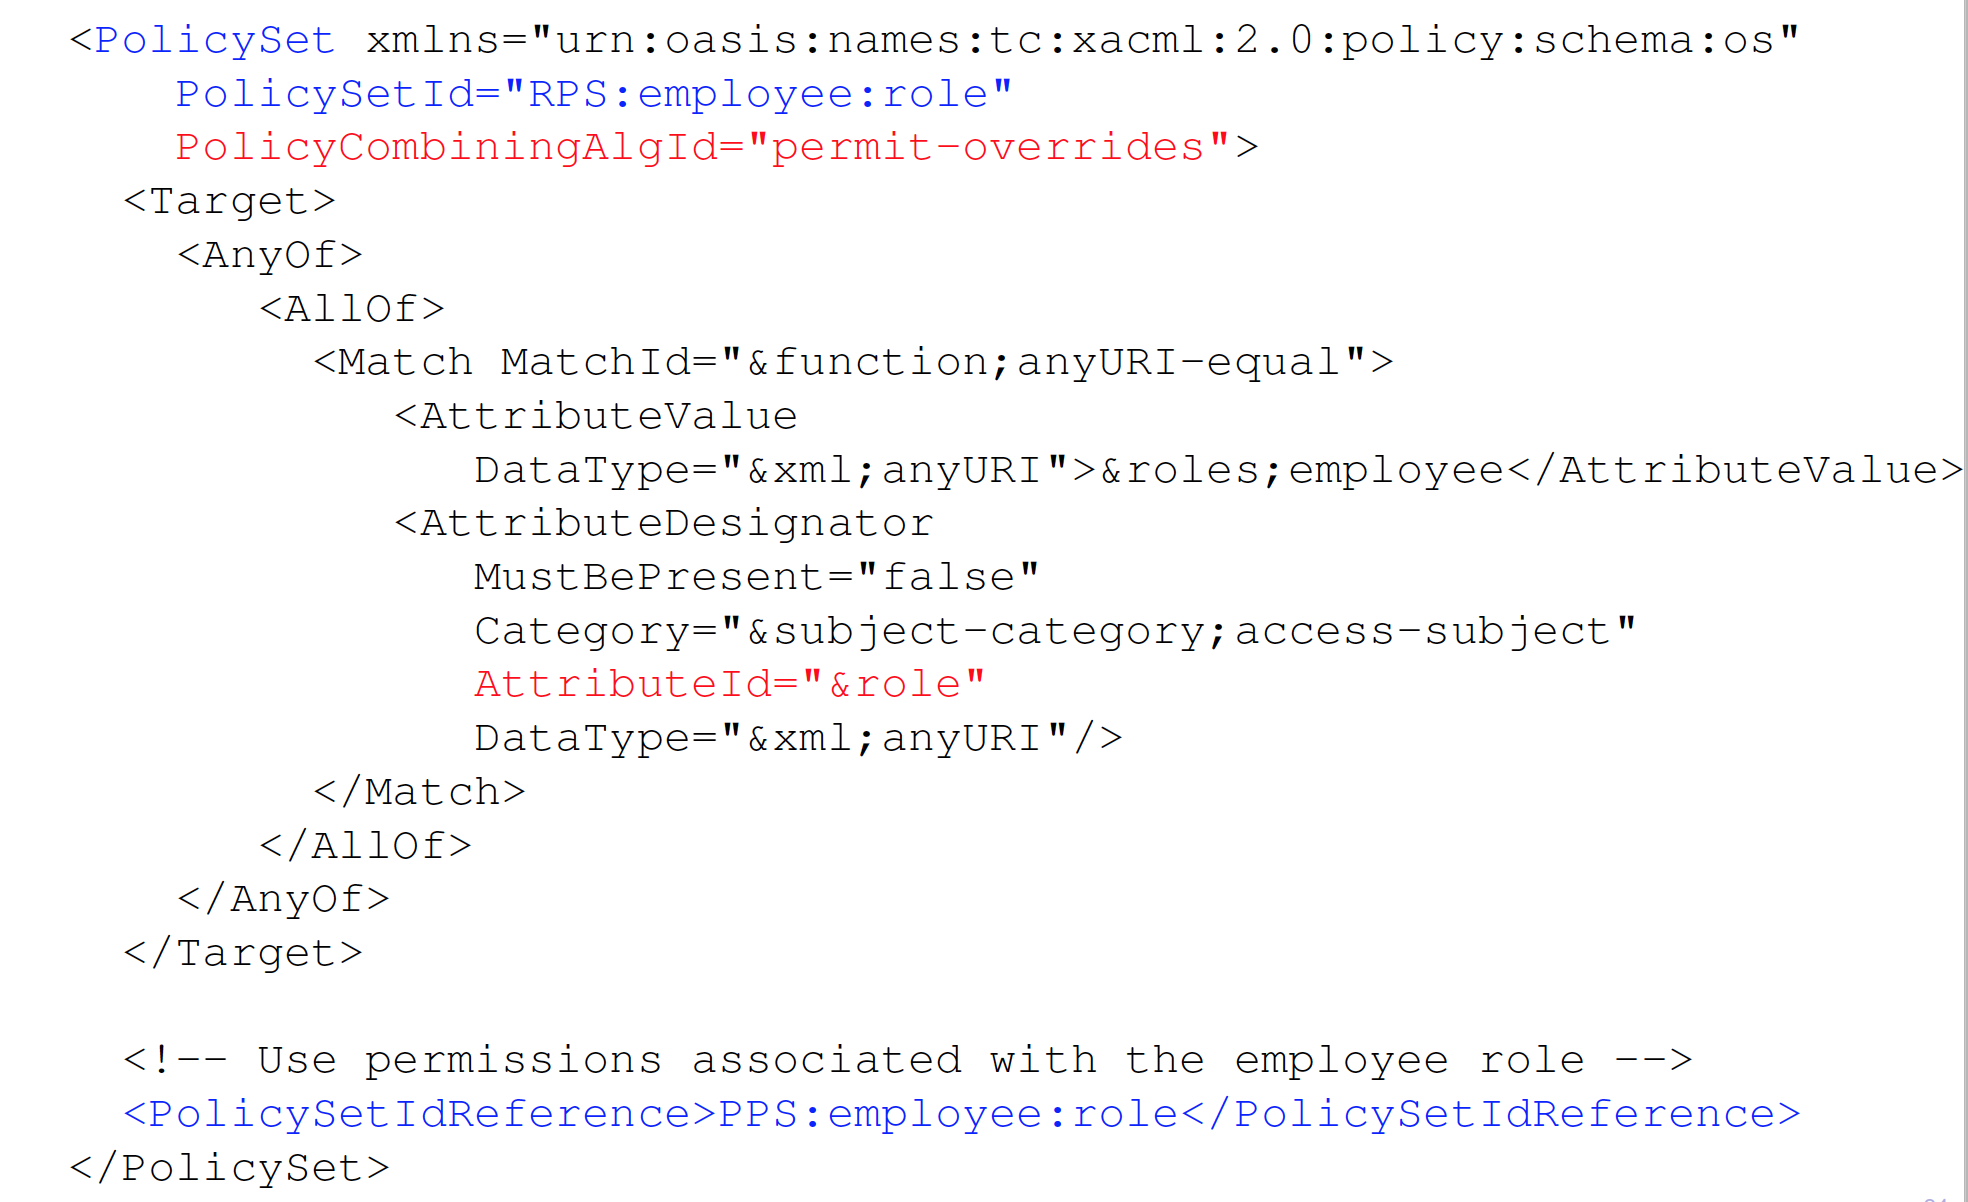 <PolicySet xmlns="urn:oasis:names:tc:xacml:2.0:policy:schema:os"
PolicySetId="RPS:employee:role"
PolicyCombiningAlgId="permit-overrides">
<Target>
<AnyOf>
<AllOf>
<Match MatchId="&function;anyURI-equal">
<AttributeValue
DataType="&xml;anyURI">&roles;employee</AttributeValue>
<AttributeDesignator
MustBePresent="false"
Category="&subject-category;access-subject"
AttributeId="&role"
DataType="&xml;anyURI"/>
</Match>
</AllOf>
</AnyOf>
</Target>
<!-- Use permissions associated with the employee role -->
<PolicySetIdReference>PPS:employee:role</PolicySetIdReference>
</PolicySet>